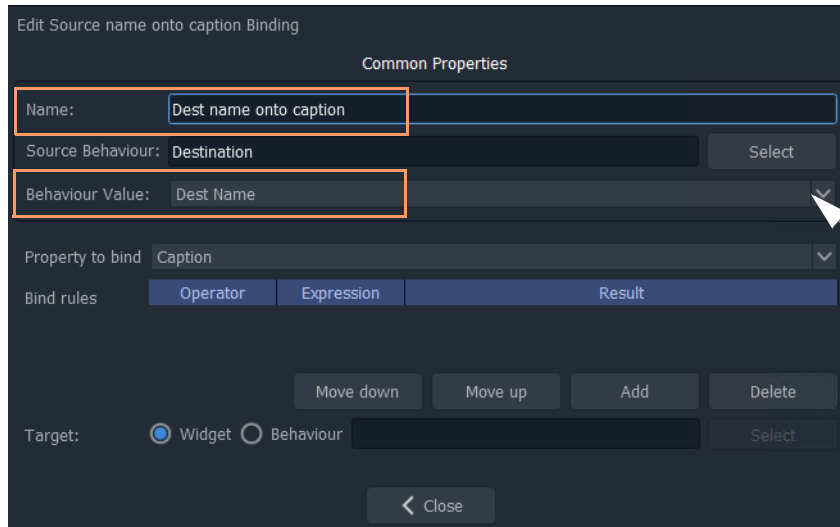 Edit Source name onto caption Binding
Common Properties
Name: Dest name onto caption
Source Behaviour: Destination Select
Behaviour Value: Dest Name
Property to bind Caption
Bind rules Operator Expression Result
Move down Move up Add Delete
Target: Widget Behaviour Select
Close